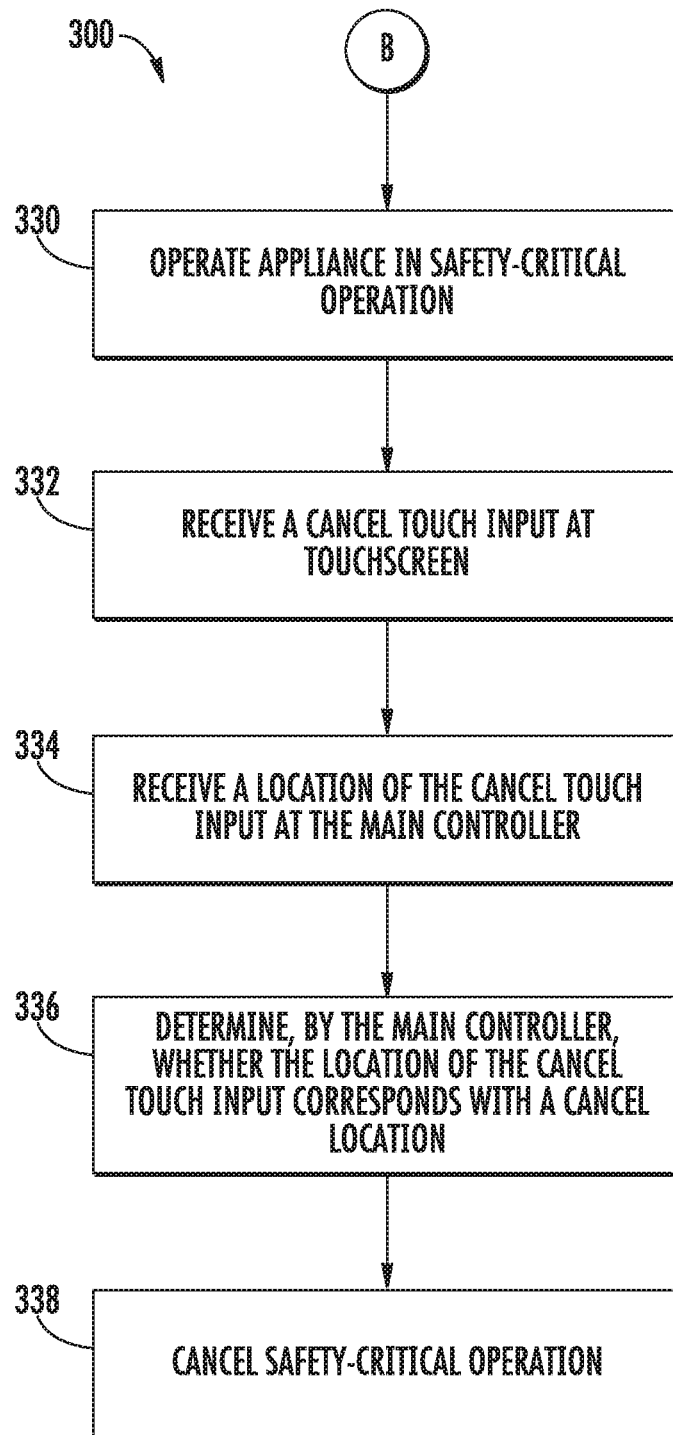 300
B
330
OPERATE APPLIANCE IN SAFETY-CRITICAL
OPERATION
332
RECEIVE A CANCEL TOUCH INPUT AT
TOUCHSCREEN
334
RECEIVE A LOCATION OF THE CANCEL TOUCH
INPUT AT THE MAIN CONTROLLER
336
DETERMINE, BY THE MAIN CONTROLLER,
WHETHER THE LOCATION OF THE CANCEL
TOUCH INPUT CORRESPONDS WITH A CANCEL
LOCATION
338
CANCEL SAFETY-CRITICAL OPERATION